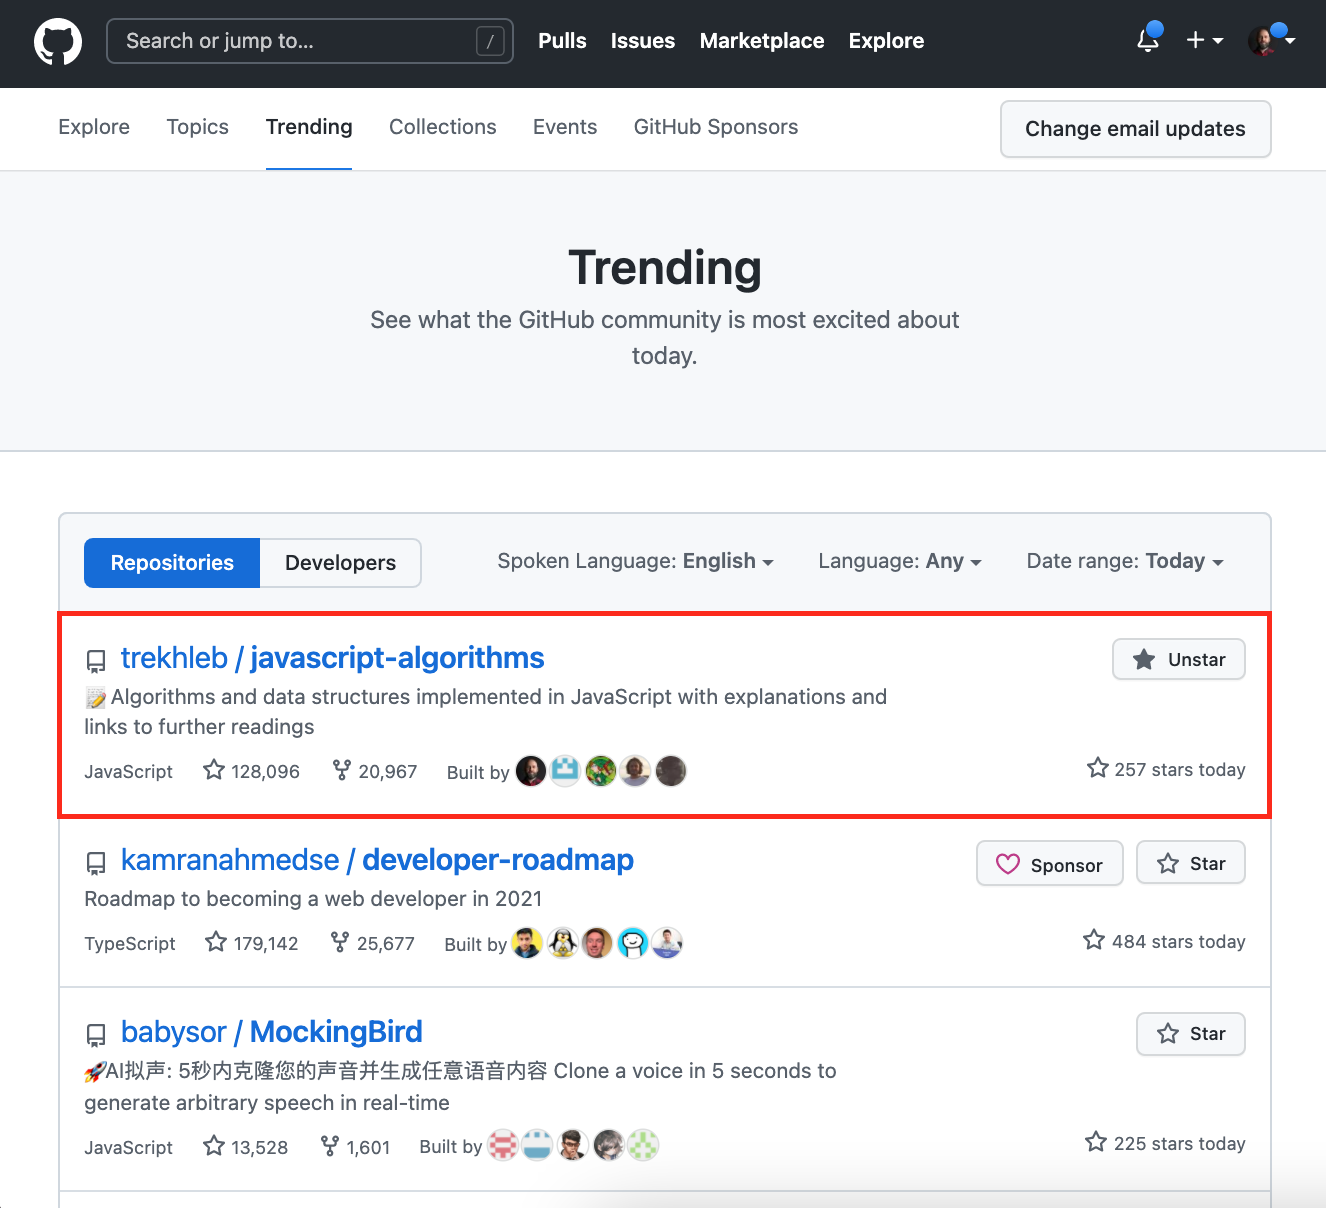 Search or jump to... /
Pulls Issues Marketplace Explore
Explore Topics Trending Collections Events GitHub Sponsors
Change email updates
Trending
See what the GitHub community is most excited about
today.
Repositories Developers Spoken Language: English Language: Any Date range: Today
trekhleb / javascript-algorithms
Unstar
📝 Algorithms and data structures implemented in JavaScript with explanations and
links to further readings
JavaScript 128,096 20,967 Built by 257 stars today
kamranahmedse / developer-roadmap
Sponsor Star
Roadmap to becoming a web developer in 2021
TypeScript 179,142 25,677 Built by 484 stars today
babysor / MockingBird
Star
🚀AI拟声: 5秒内克隆您的声音并生成任意语音内容 Clone a voice in 5 seconds to
generate arbitrary speech in real-time
JavaScript 13,528 1,601 Built by 225 stars today